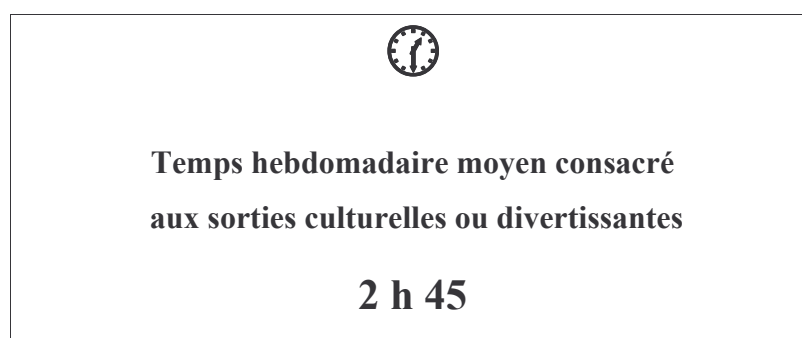 Temps hebdomadaire moyen consacré
aux sorties culturelles ou divertissantes
2 h 45